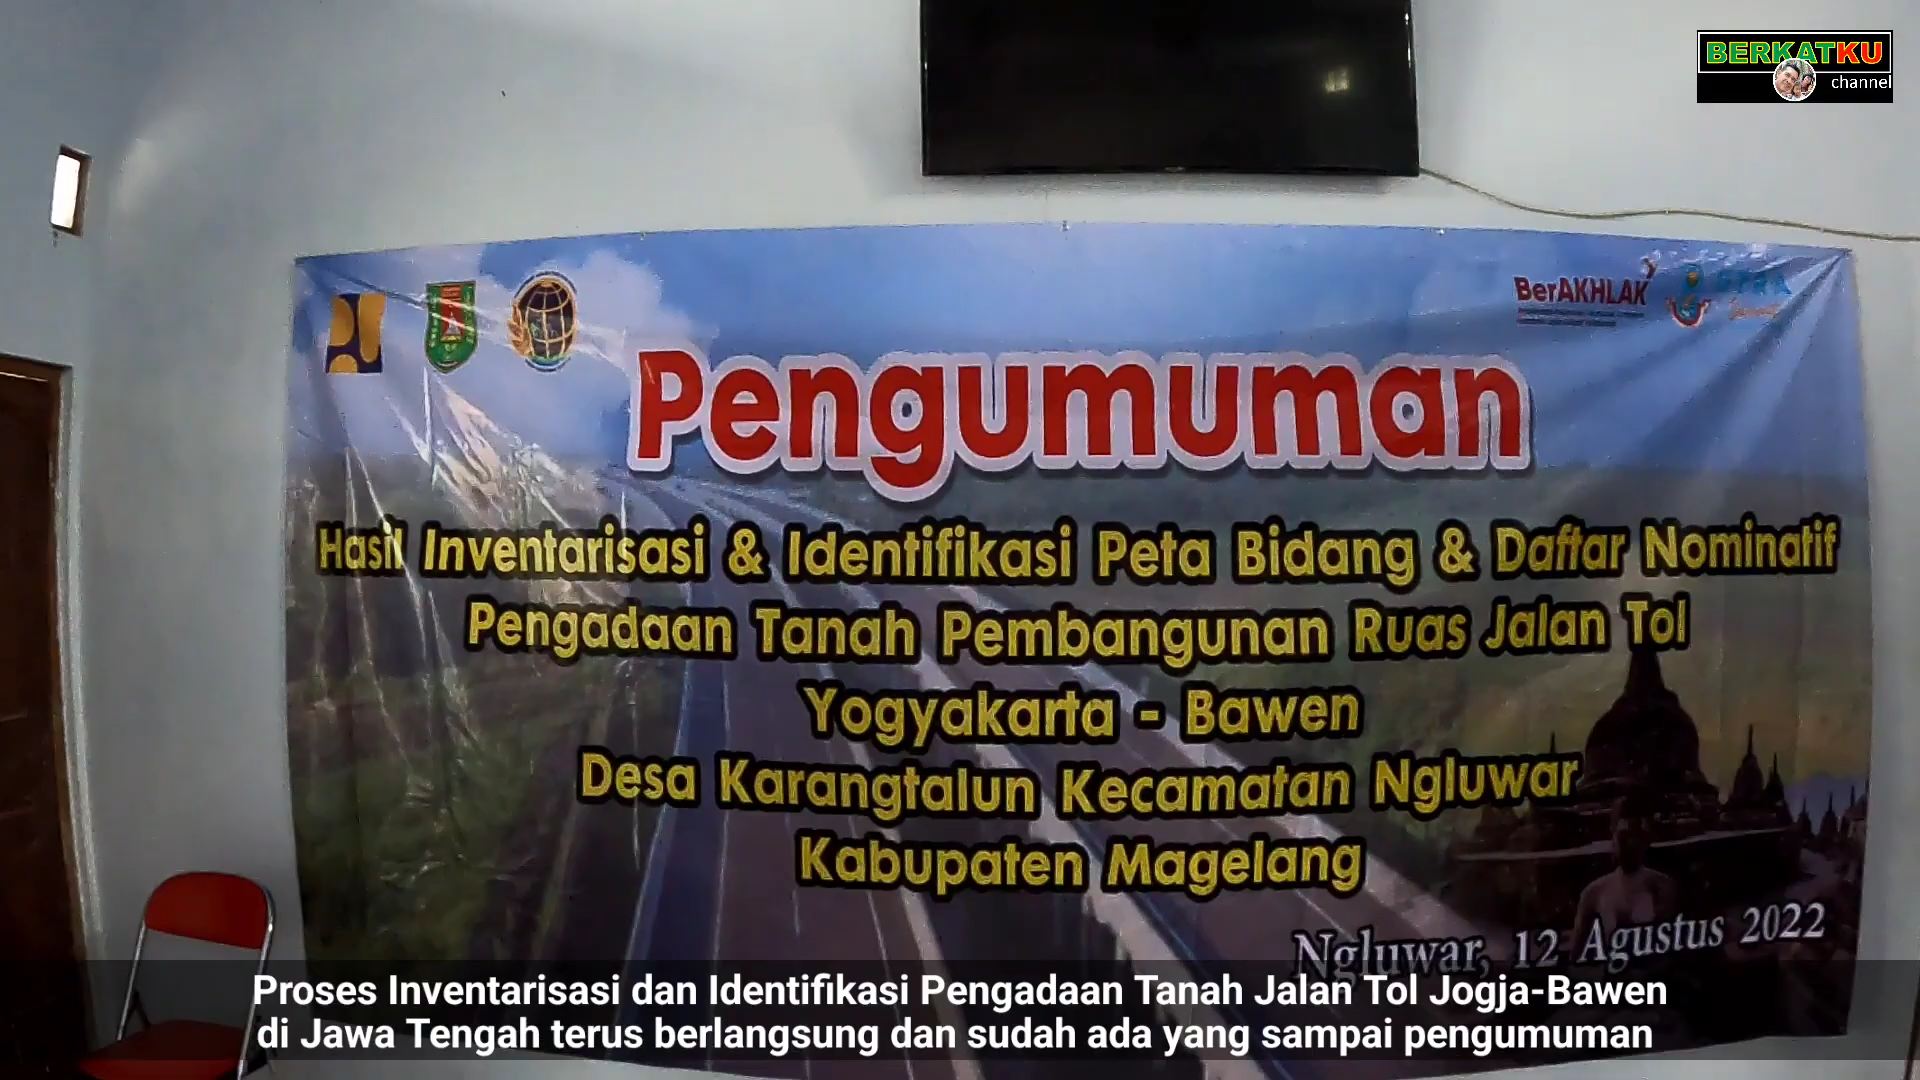 BERKATKU
channel
BerAKHLAK
Pengumuman
Hasil Inventarisasi & Identifikasi Peta Bidang & Daftar Nominatif
Pengadaan Tanah Pembangunan Ruas Jalan Tol
Yogyakarta - Bawen
Desa Karangtalun Kecamatan Ngluwar
Kabupaten Magelang
Ngluwar, 12 Agustus 2022
Proses Inventarisasi dan Identifikasi Pengadaan Tanah Jalan Tol Jogja-Bawen
di Jawa Tengah terus berlangsung dan sudah ada yang sampai pengumuman